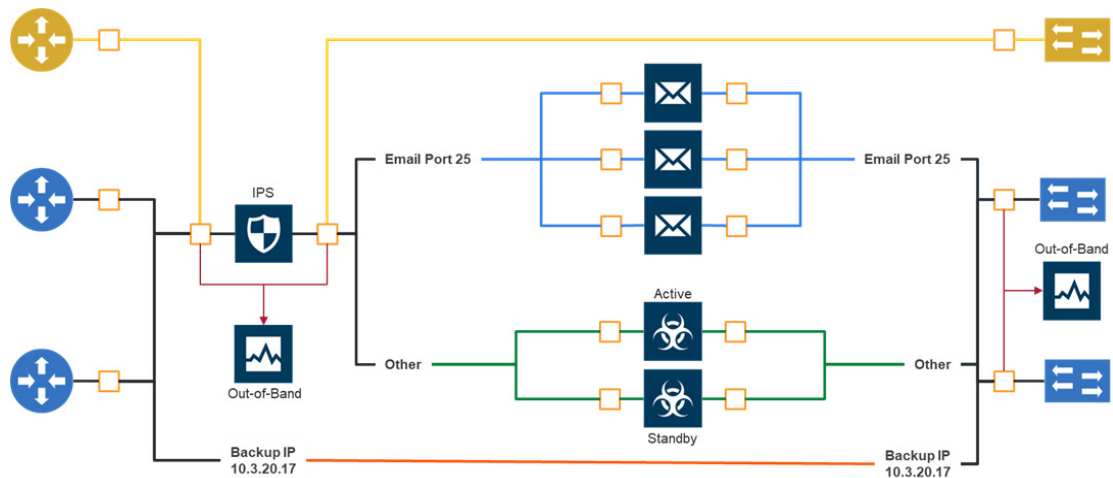 IPS
Email Port 25
Email Port 25
Out-of-Band
Active
Other
Other
Out-of-Band
Standby
Backup IP
10.3.20.17
Backup IP
10.3.20.17